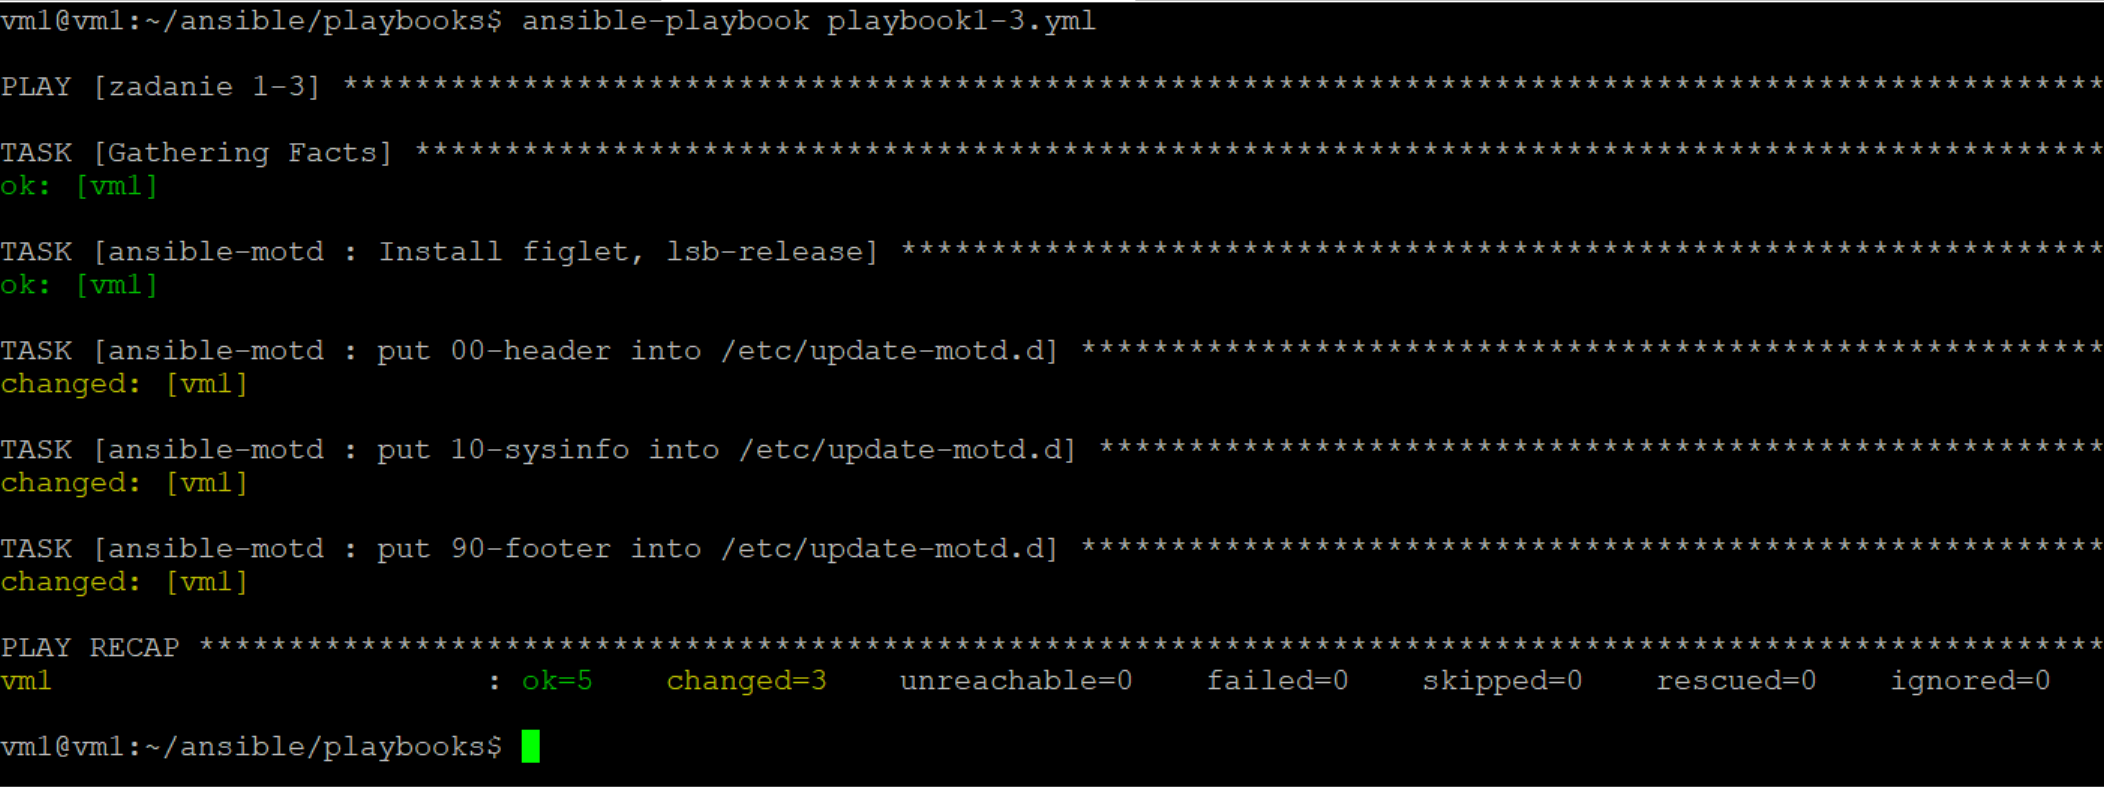 vm1@vm1:~/ansible/playbooks$ ansible-playbook playbook1-3.yml
PLAY [zadanie 1-3] **************************************************************************************************
TASK [Gathering Facts] **********************************************************************************************
ok: [vm1]
TASK [ansible-motd : Install figlet, lsb-release] *******************************************************************
ok: [vm1]
TASK [ansible-motd : put 00-header into /etc/update-motd.d] *********************************************************
changed: [vm1]
TASK [ansible-motd : put 10-sysinfo into /etc/update-motd.d] ********************************************************
changed: [vm1]
TASK [ansible-motd : put 90-footer into /etc/update-motd.d] *********************************************************
changed: [vm1]
PLAY RECAP **********************************************************************************************************
vm1                        : ok=5    changed=3    unreachable=0    failed=0    skipped=0    rescued=0    ignored=0
vm1@vm1:~/ansible/playbooks$